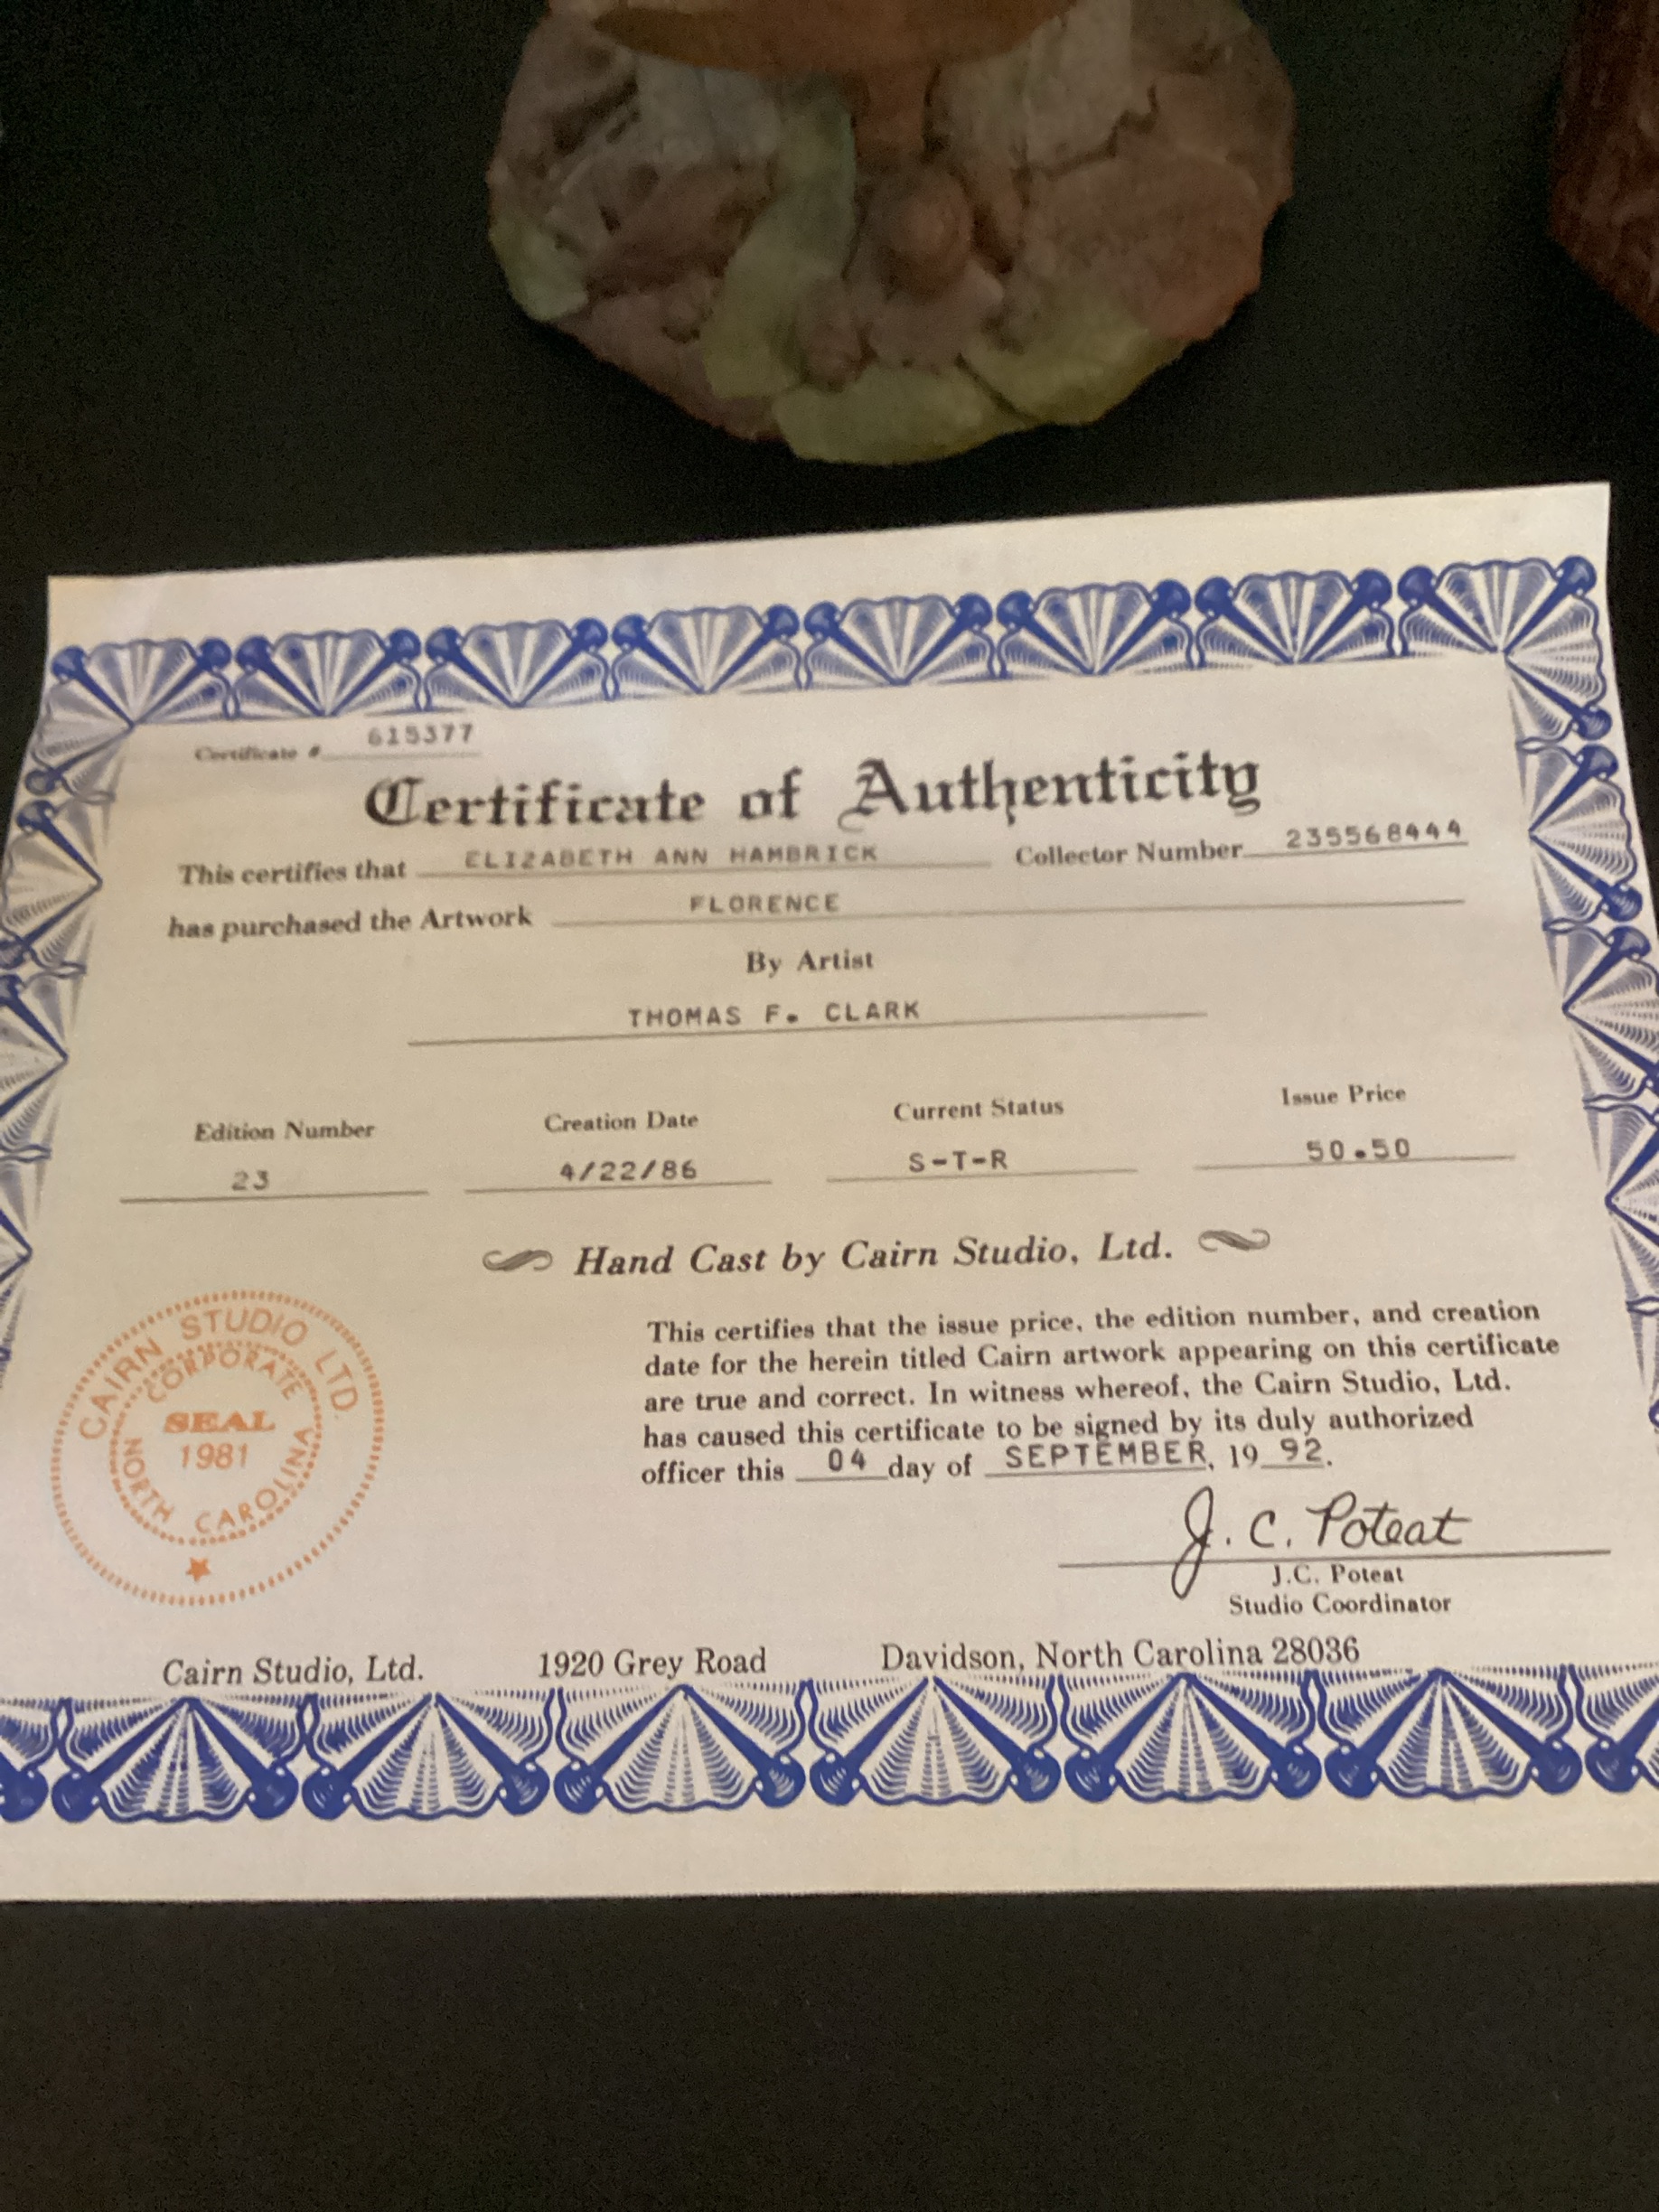 Certificate # 615377
Certificate of Authenticity
This certifies that ELIZABETH ANN HAMBRICK Collector Number 235568444
has purchased the Artwork FLORENCE
By Artist
THOMAS F. CLARK
Edition Number Creation Date Current Status Issue Price
23 4/22/86 S-T-R 50.50
Hand Cast by Cairn Studio, Ltd.
This certifies that the issue price, the edition number, and creation
date for the herein titled Cairn artwork appearing on this certificate
are true and correct. In witness whereof, the Cairn Studio, Ltd.
has caused this certificate to be signed by its duly authorized
officer this 04 day of SEPTEMBER, 19 92.
CAIRN STUDIO LTD.
CORPORATE
SEAL
1981
NORTH CAROLINA
J. C. Poteat
J.C. Poteat
Studio Coordinator
Cairn Studio, Ltd. 1920 Grey Road Davidson, North Carolina 28036